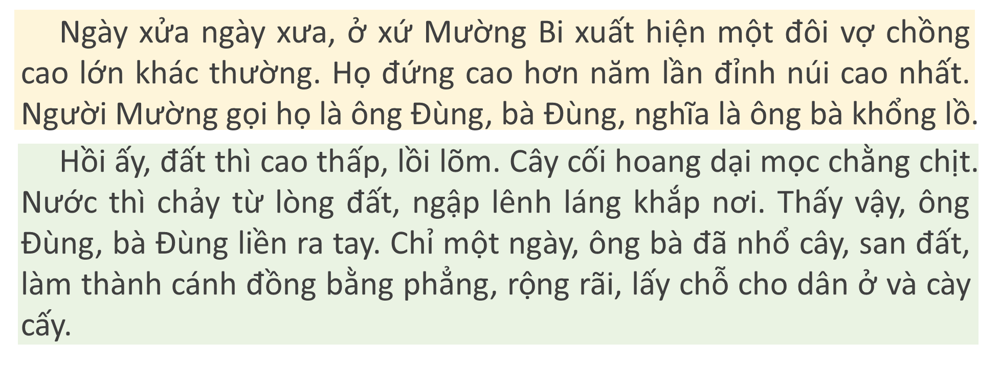 Ngày xửa ngày xưa, ở xứ Mường Bi xuất hiện một đôi vợ chồng
cao lớn khác thường. Họ đứng cao hơn năm lần đỉnh núi cao nhất.
Người Mường gọi họ là ông Đùng, bà Đùng, nghĩa là ông bà khổng lồ.
Hồi ấy, đất thì cao thấp, lồi lõm. Cây cối hoang dại mọc chằng chịt.
Nước thì chảy từ lòng đất, ngập lênh láng khắp nơi. Thấy vậy, ông
Đùng, bà Đùng liền ra tay. Chỉ một ngày, ông bà đã nhổ cây, san đất,
làm thành cánh đồng bằng phẳng, rộng rãi, lấy chỗ cho dân ở và cày
cấy.